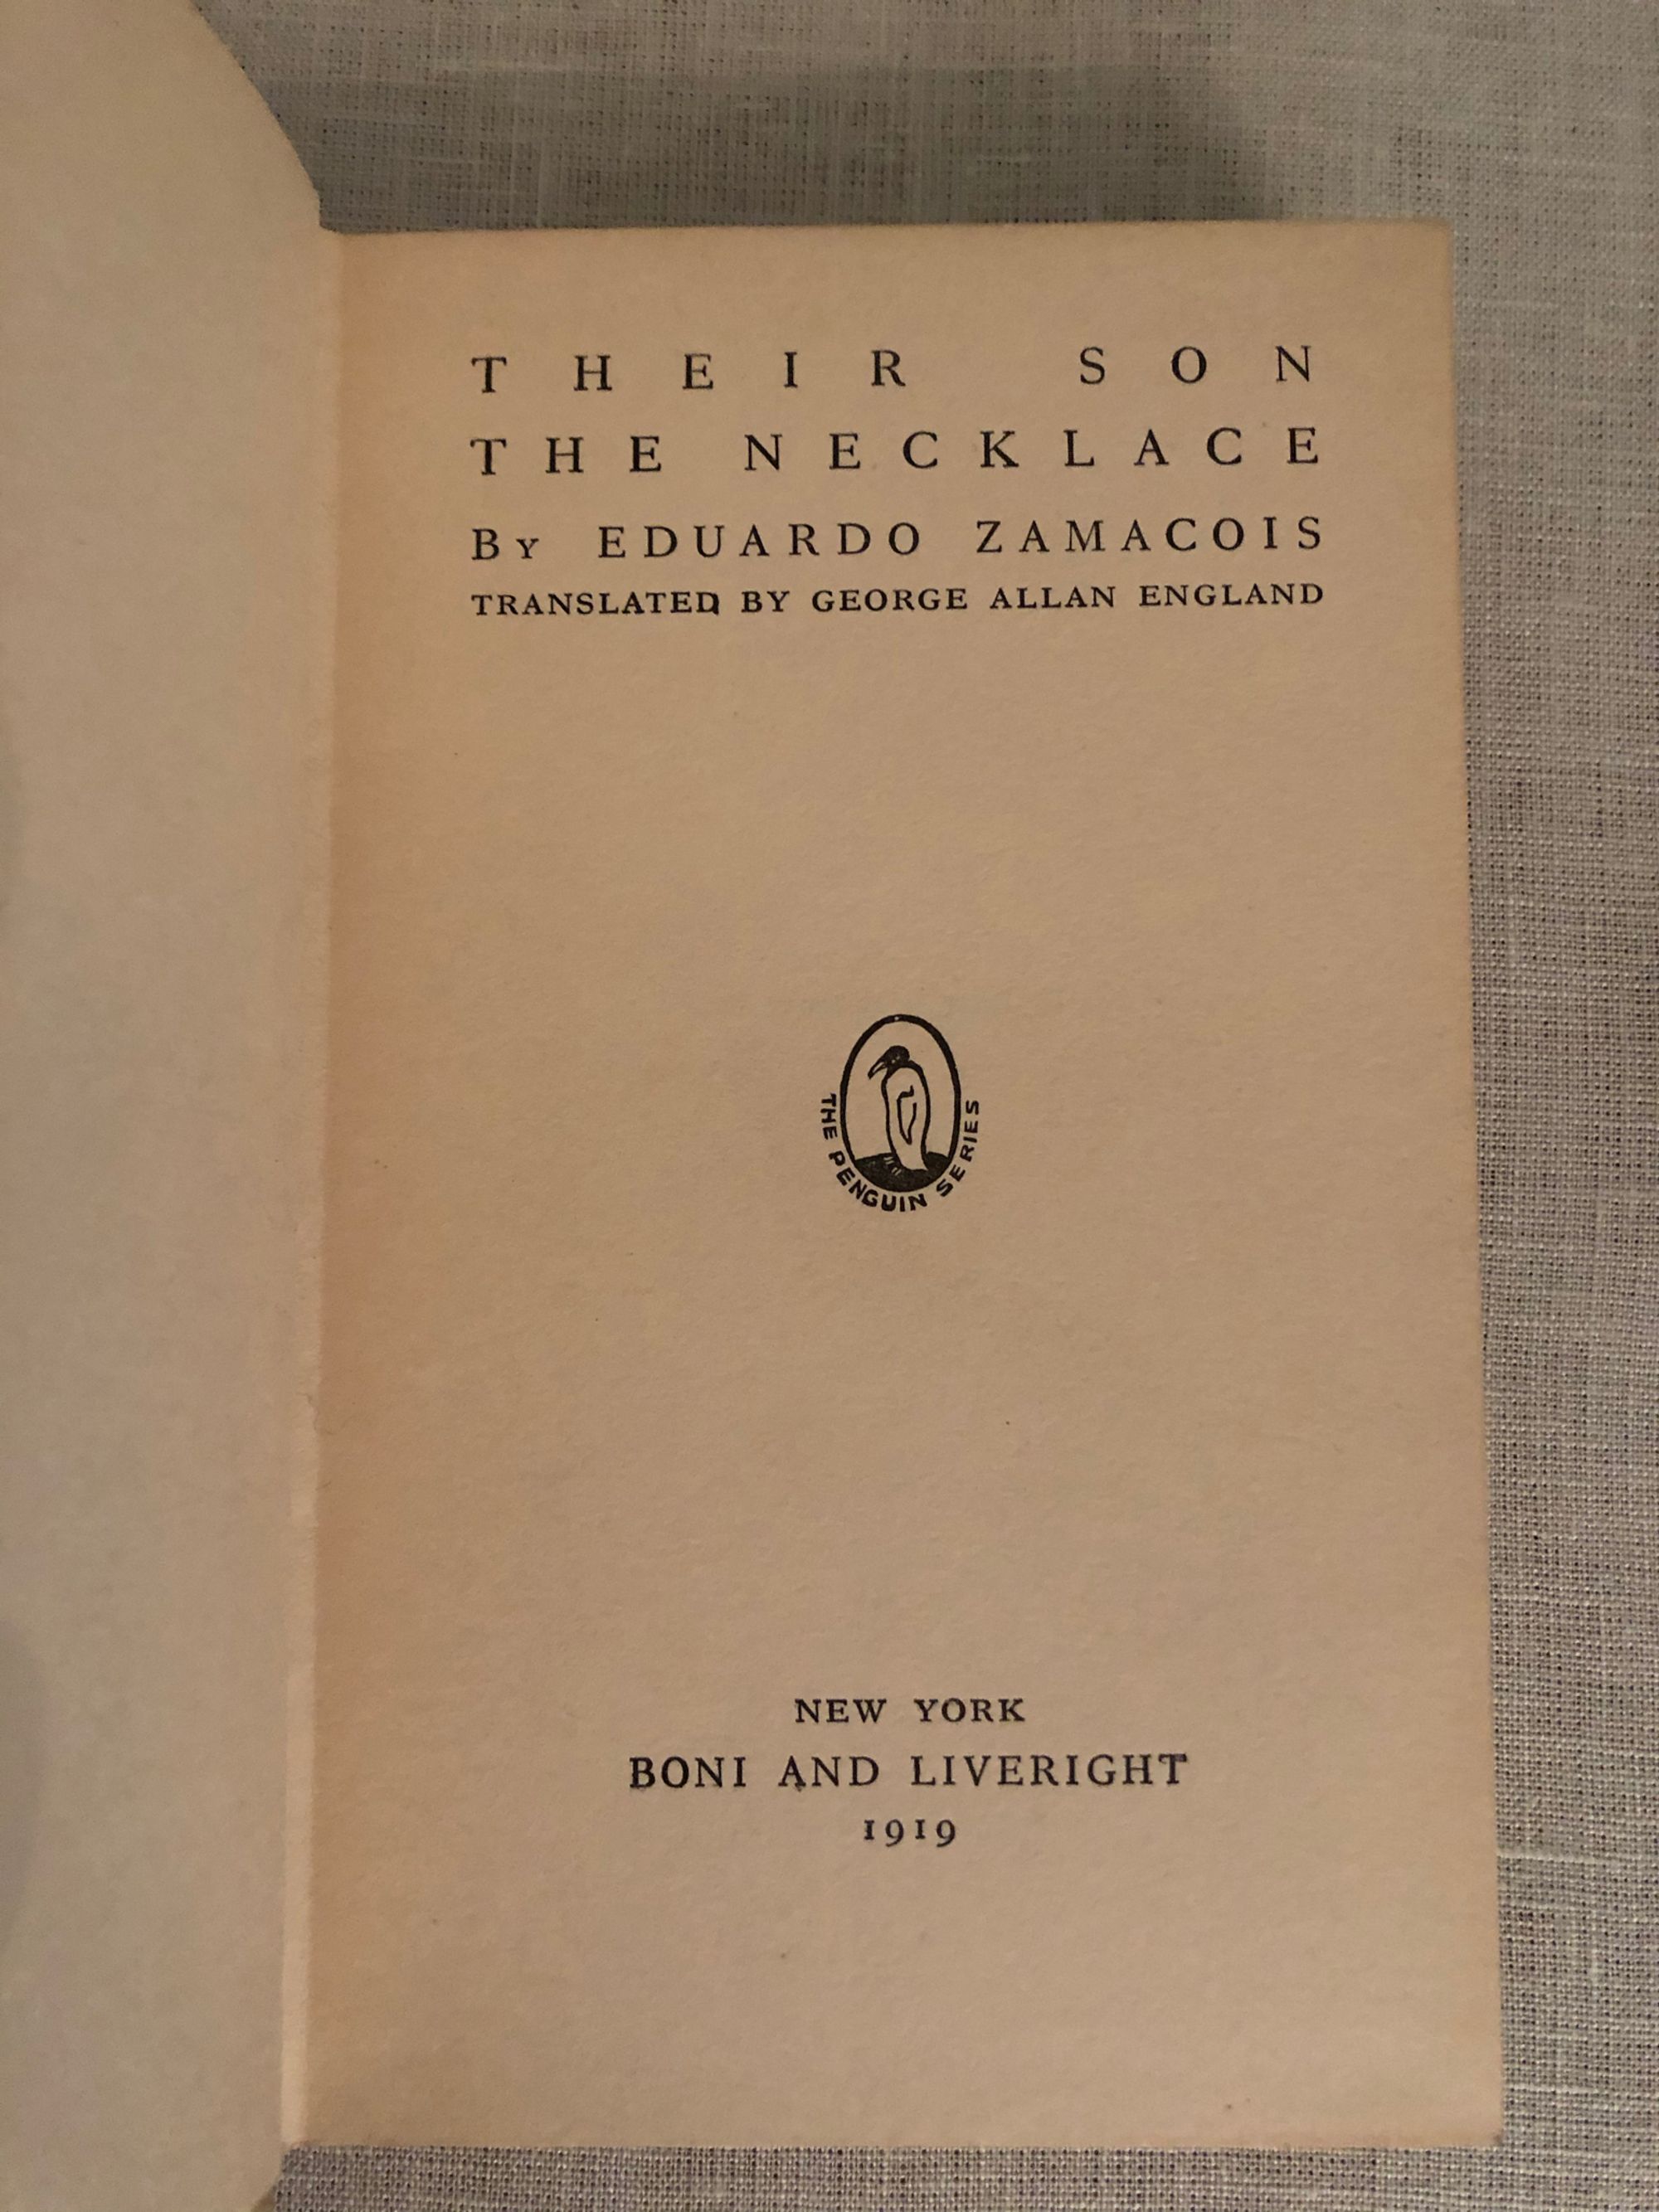 THEIR SON
THE NECKLACE
BY EDUARDO ZAMACOIS
TRANSLATED BY GEORGE ALLAN ENGLAND
THE PENGUIN SERIES
NEW YORK
BONI AND LIVERIGHT
1919